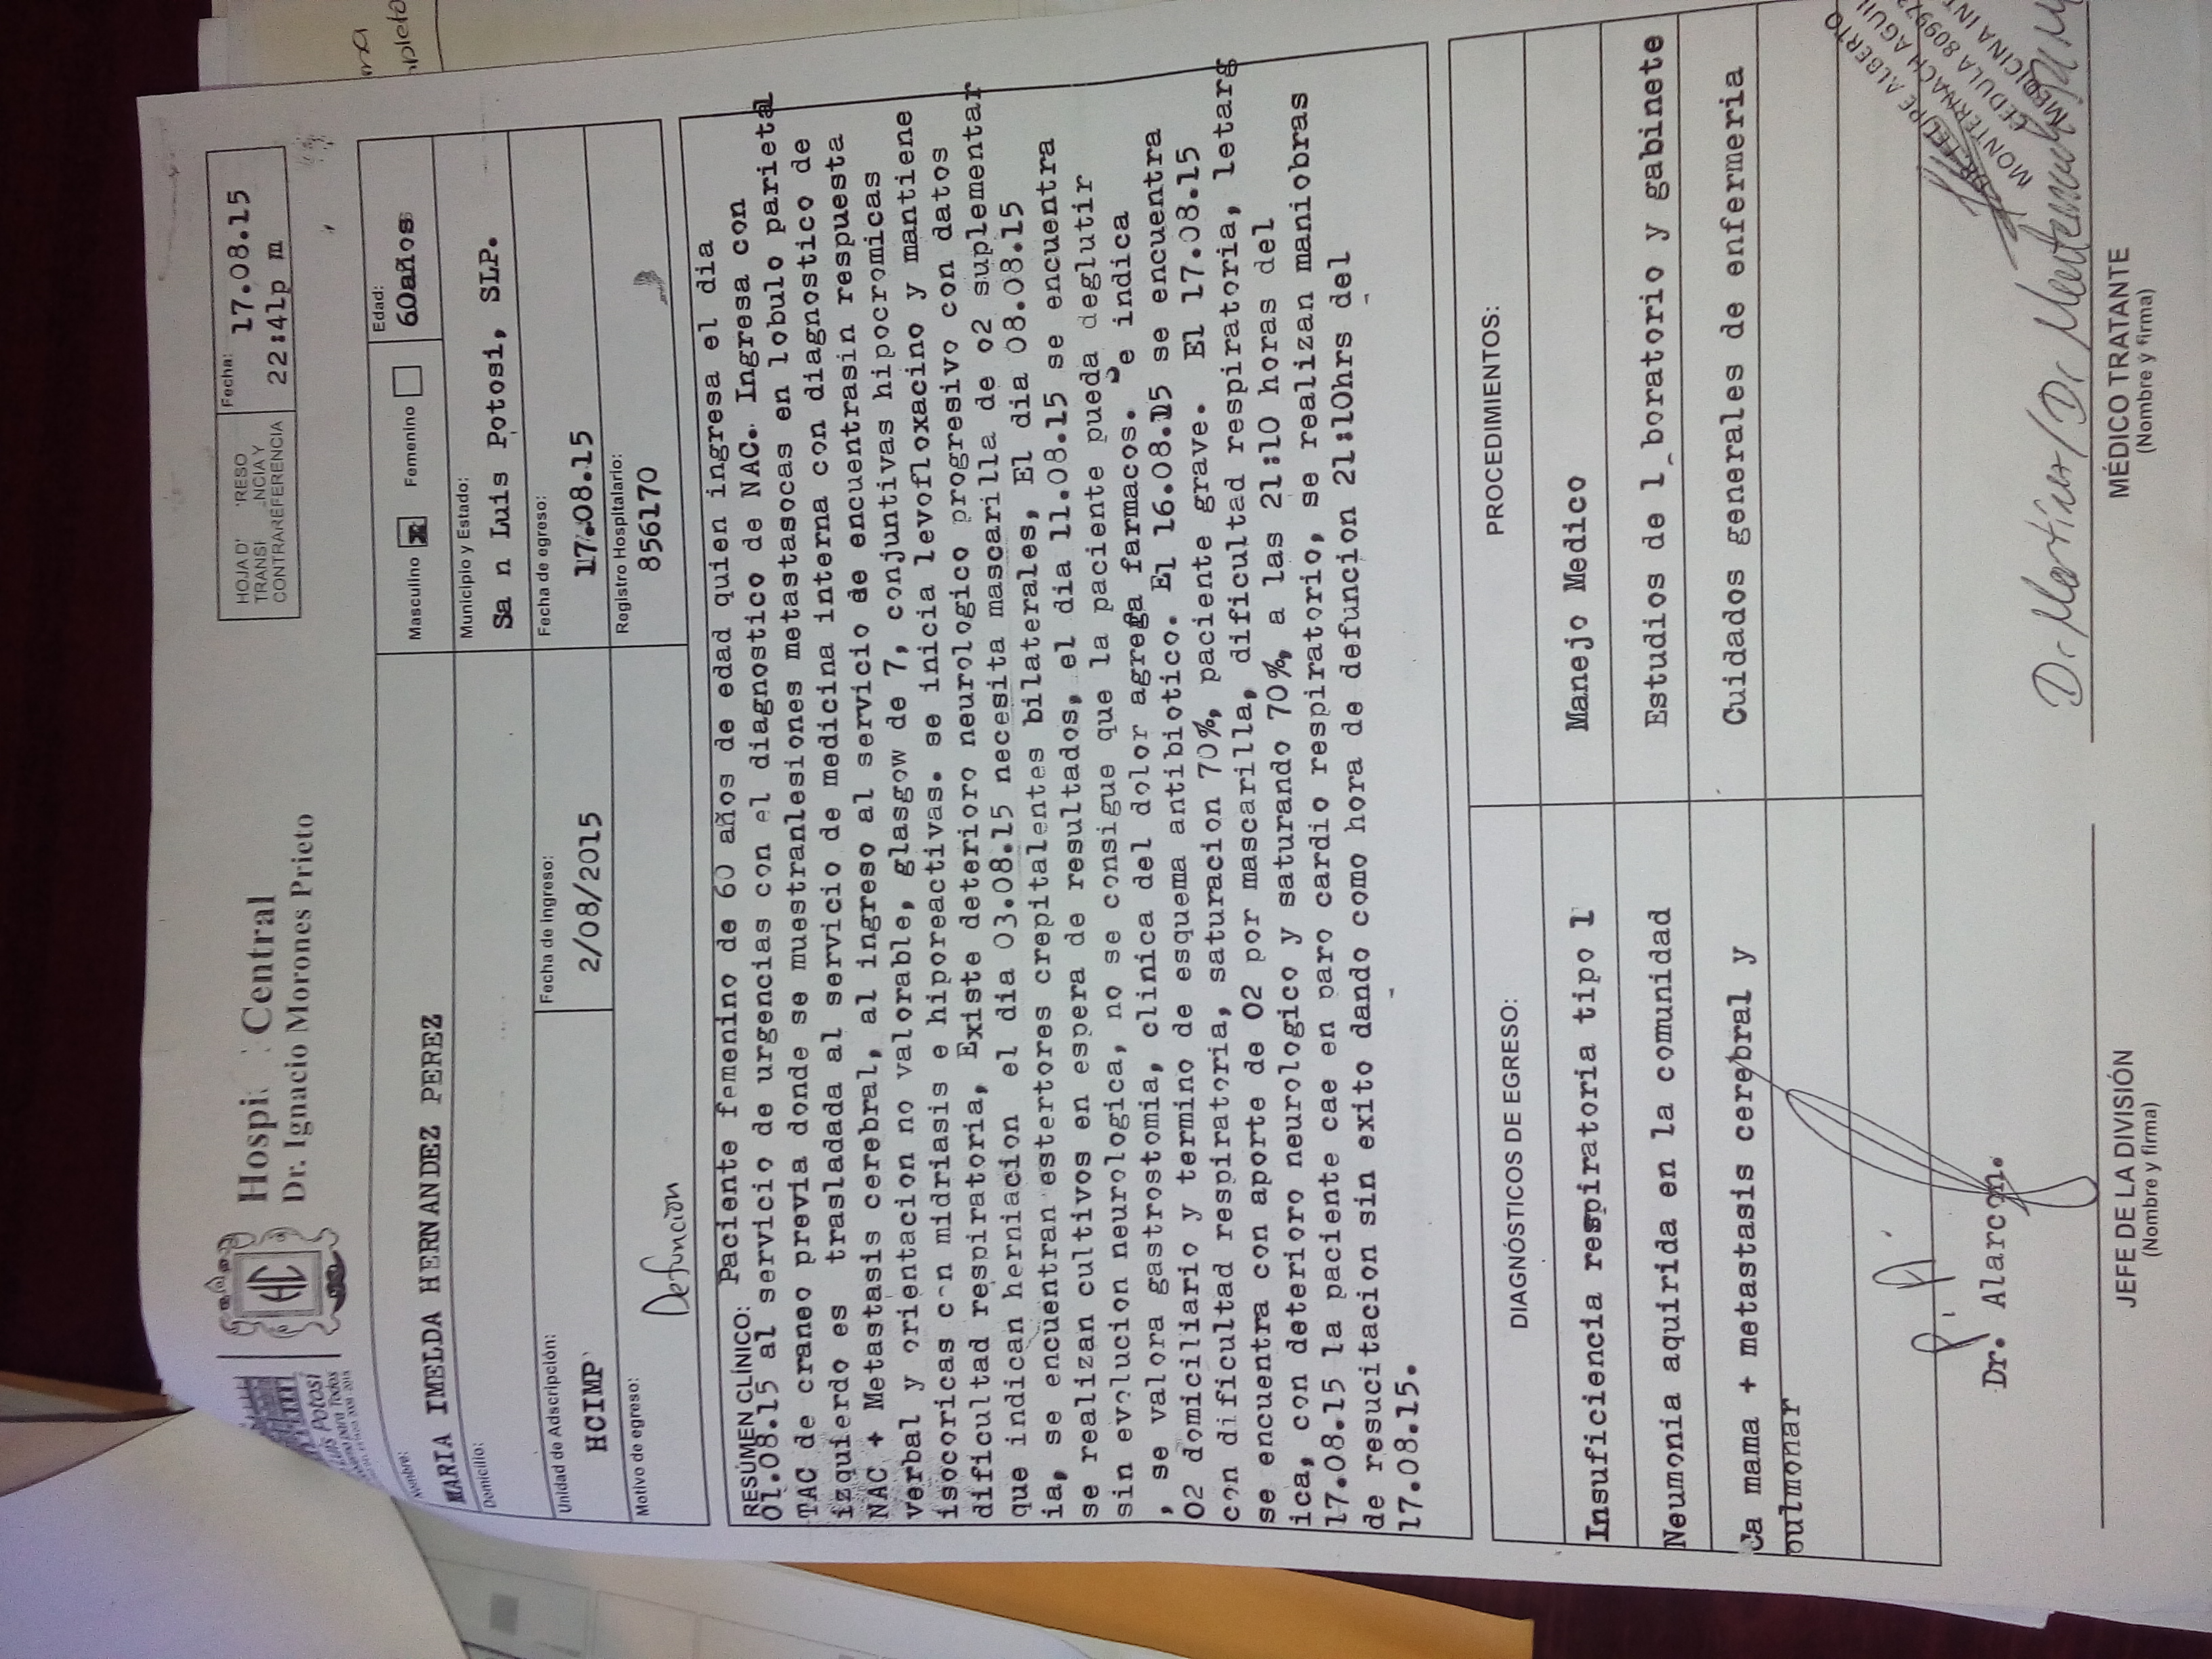 Hospi Central
Dr. Ignacio Morones Prieto
HOJA D RESO
TRANS NCIA Y
CONTRAREFERENCIA
Fecha:
17.08.15
22:41p m
Nombre:
MARIA IMELDA HERNANDEZ PEREZ
Masculino x Femenino
Edad:
60años
Domicilio:
Municipio y Estado:
Sa n Luis Potosi, SLP.
Unidad de Adscripción:
HCIMP
Fecha de Ingreso:
2/08/2015
Fecha de egreso:
17.08.15
Motivo de egreso:
Defuncion
Registro Hospitalario:
856170
RESÚMEN CLÍNICO: Paciente femenino de 60 años de edad quien ingresa el dia
01.08.15 al servicio de urgencias con el diagnostico de NAC. Ingresa con
TAC de craneo previa donde se muestranlesiones metastasocas en lobulo parietal
izquierdo es trasladada al servicio de medicina interna con diagnostico de
NAC + Metastasis cerebral, al ingreso al servicio de encuentrasin respuesta
verbal y orientacion no valorable, glasgow de 7, conjuntivas hipocromicas
isocoricas c n midriasis e hiporeactivas. se inicia levofloxacino y mantiene
dificultad respiratoria, Existe deterioro neurologico progresivo con datos
que indican herniacion el dia 03.08.15 necesita mascarilla de 02 suplementar
ia, se encuentran estertores crepitalentes bilaterales, El dia 08.08.15
se realizan cultivos en espera de resultados, el dia 11.08.15 se encuentra
sin evolucion neurologica, no se consigue que la paciente pueda deglutir
, se valora gastrostomia, clinica del dolor agrega farmacos. Se indica
O2 domiciliario y termino de esquema antibiotico. El 16.08.15 se encuentra
con dificultad respiratoria, saturacion 70%, paciente grave. El 17.08.15
se encuentra con aporte de O2 por mascarilla, dificultad respiratoria, letarg
ica, con deterioro neurologico y saturando 70%, a las 21:10 horas del
17.08.15 la paciente cae en paro cardio respiratorio, se realizan maniobras
de resucitacion sin exito dando como hora de defuncion 21:10hrs del
17.08.15.
DIAGNÓSTICOS DE EGRESO:
PROCEDIMIENTOS:
Insuficiencia respiratoria tipo 1
Manejo Medico
Neumonia aquirida en la comunidad
Estudios de l boratorio y gabinete
Ca mama + metastasis cerebral y
pulmonar
Cuidados generales de enfermeria
Dr. Alarcon.
Dr Martínez / Dr
DR. FELIPE ALBERTO
CEDULA
JEFE DE LA DIVISIÓN
(Nombre y firma)
MÉDICO TRATANTE
(Nombre y firma)